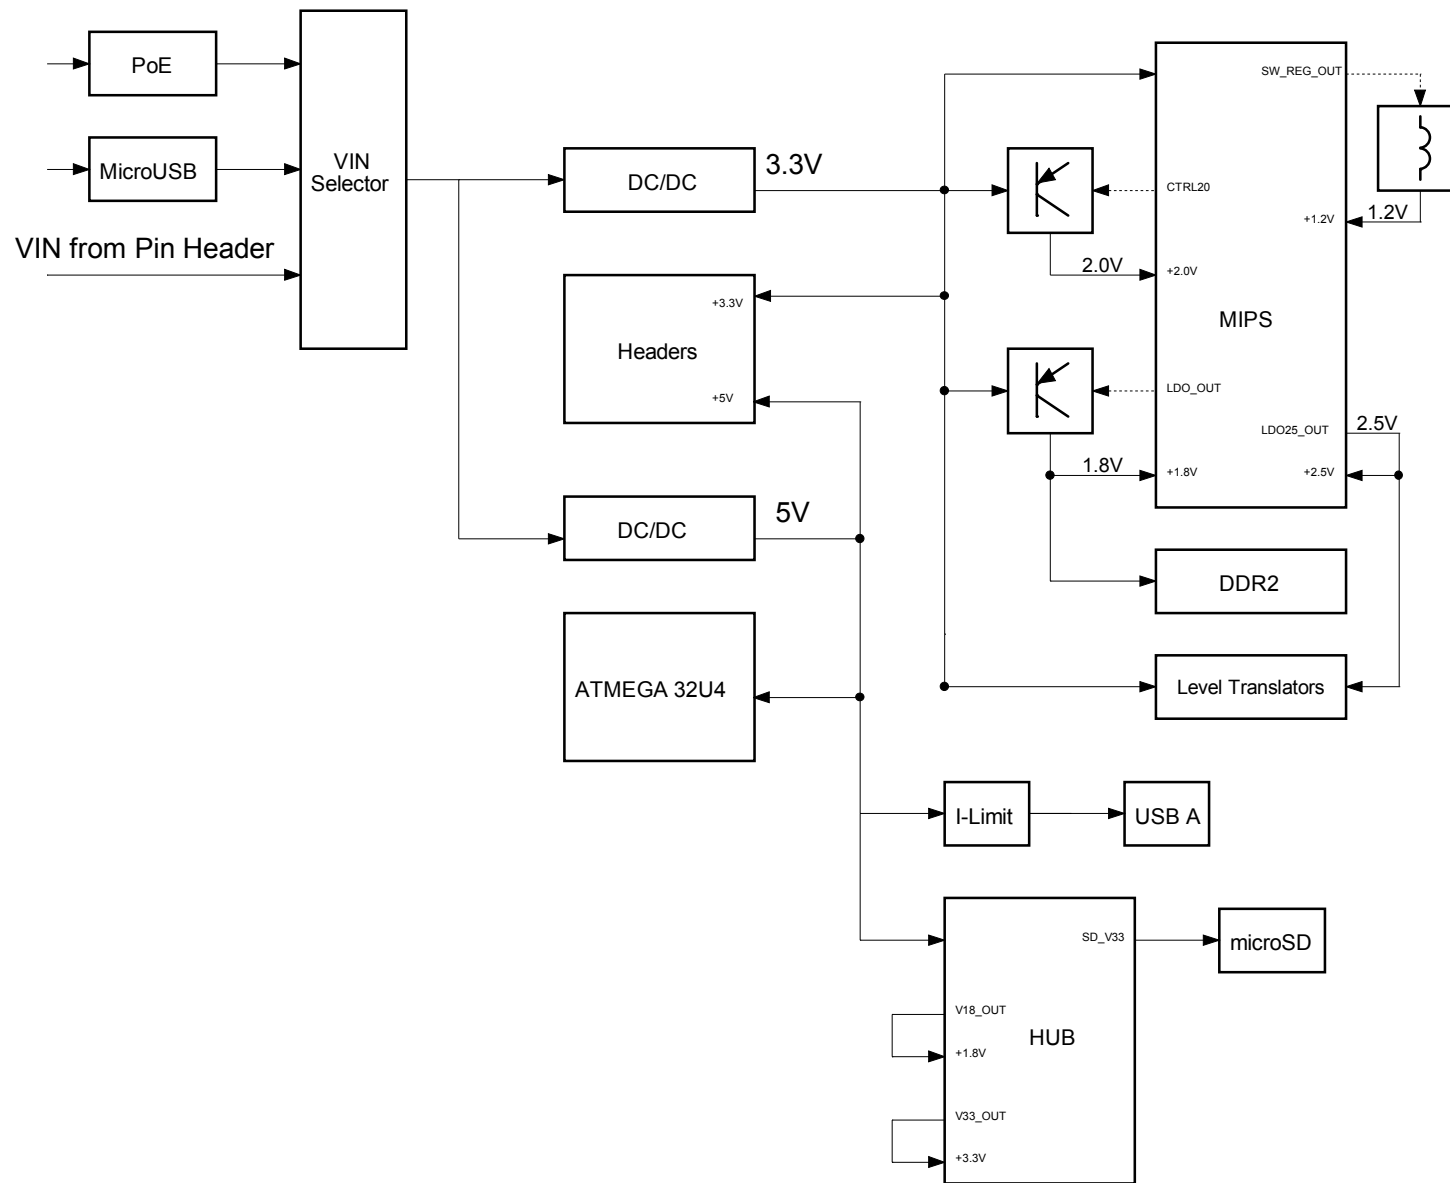 PoE
MicroUSB
VIN from Pin Header
VIN
Selector
DC/DC
3.3V
+3.3V
Headers
+5V
DC/DC
5V
ATMEGA 32U4
SW_REG_OUT
CTRL20
+1.2V
1.2V
2.0V
+2.0V
MIPS
LDO_OUT
LDO25_OUT
2.5V
1.8V
+1.8V
+2.5V
DDR2
Level Translators
I-Limit
USB A
SD_V33
microSD
V18_OUT
HUB
+1.8V
V33_OUT
+3.3V